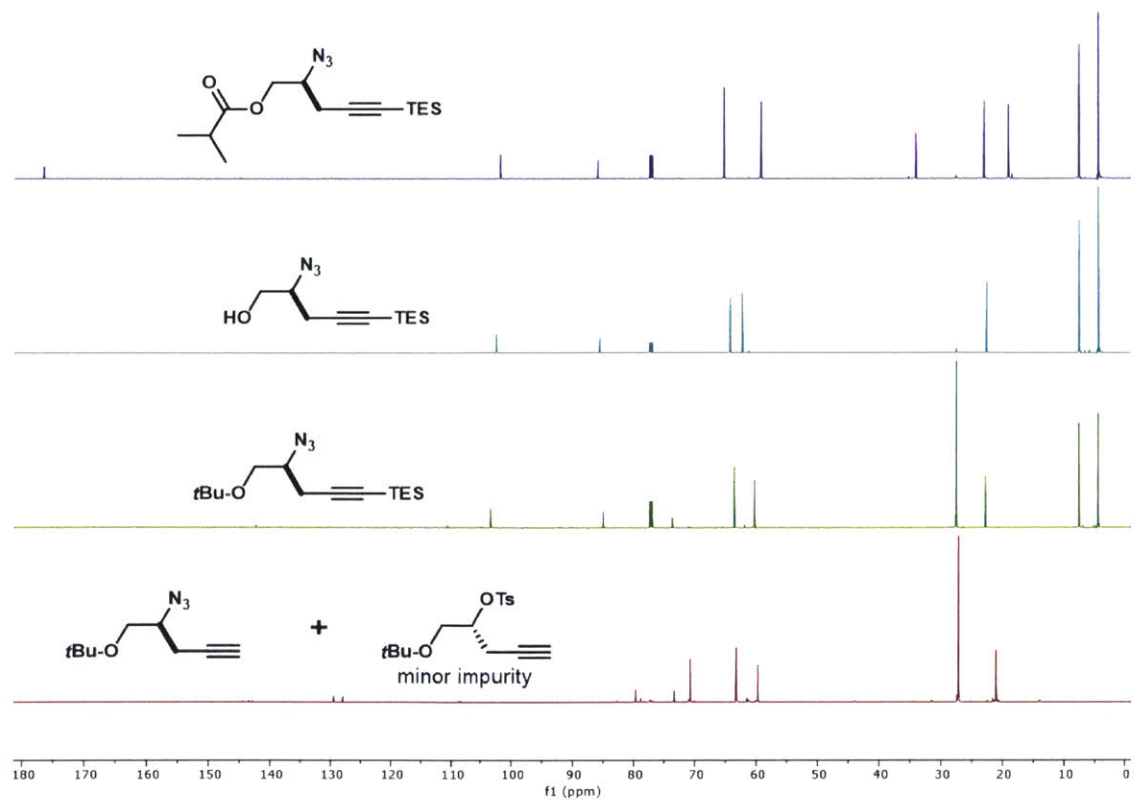 N3
O
O
TES
N3
HO
TES
N3
tBu-O
TES
N3
tBu-O
+
OTs
tBu-O
minor impurity
180 170 160 150 140 130 120 110 100 90 80 70 60 50 40 30 20 10 0
f1 (ppm)